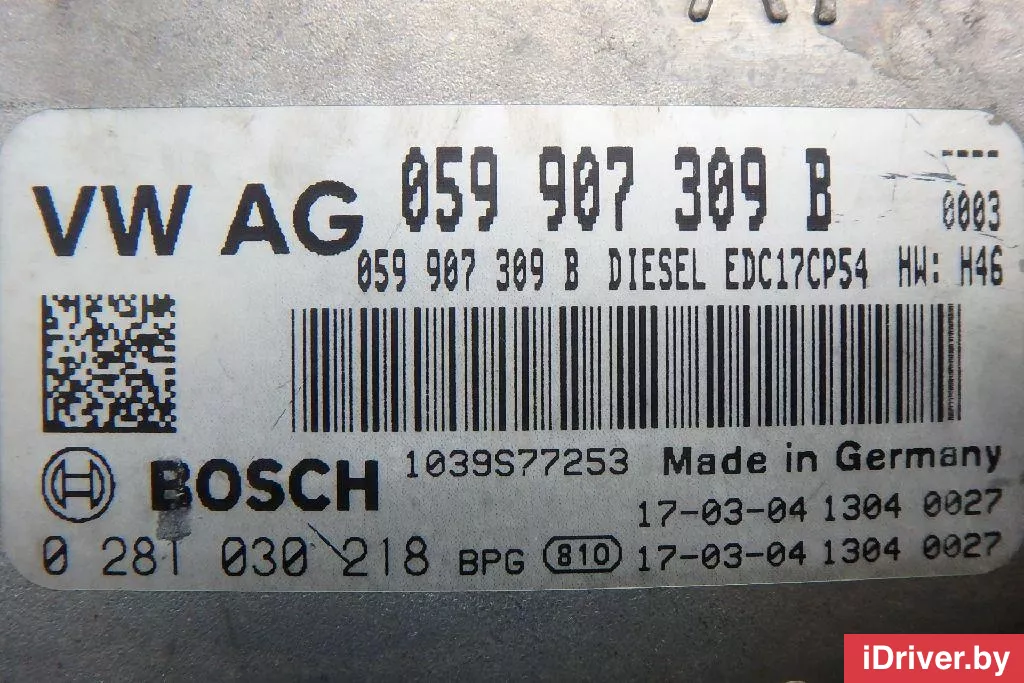 VW AG 059 907 309 B ----
0003
059 907 309 B DIESEL EDC17CP54 HW: H46
1039S77253 Made in Germany
BOSCH
17-03-04 1304 0027
0 281 030 218 BPG 810 17-03-04 1304 0027
iDriver.by